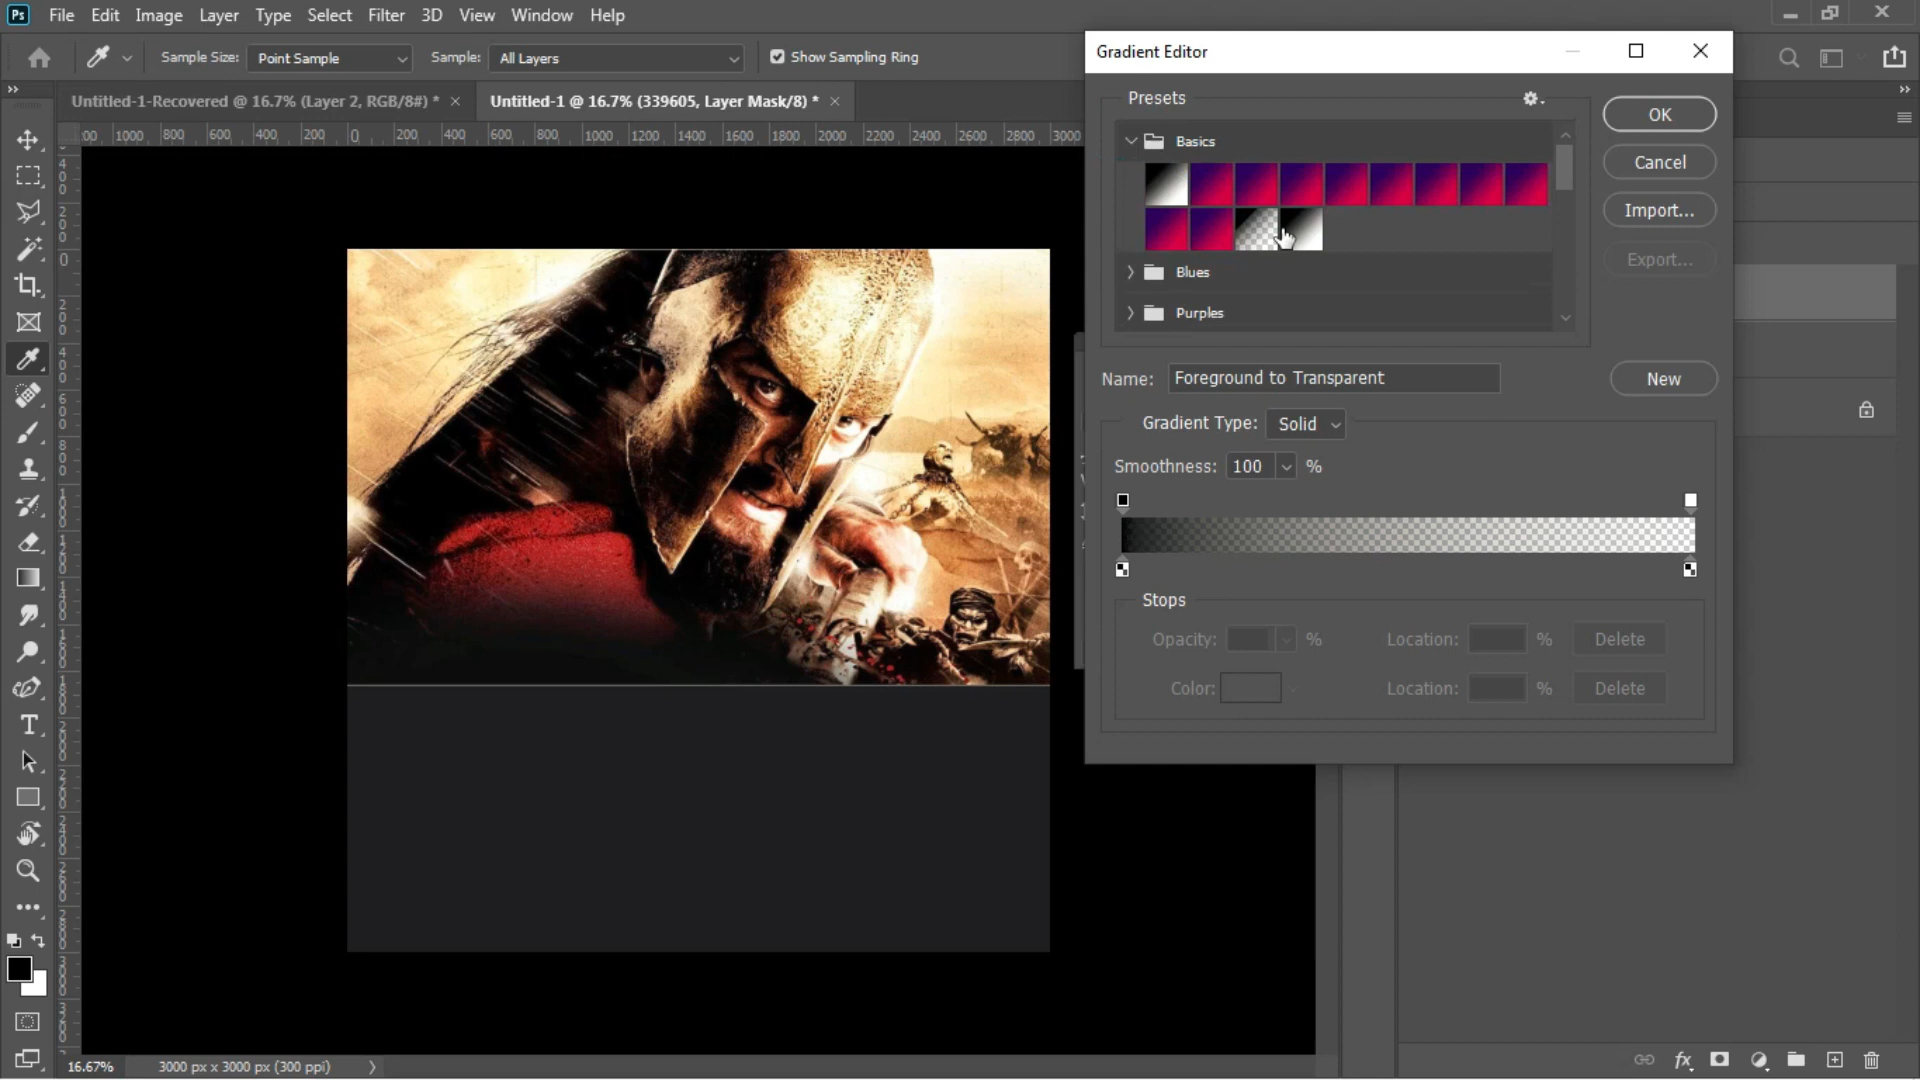 Ps File Edit Image Layer Type Select Filter 3D View Window Help
Sample Size: Point Sample Sample: All Layers Show Sampling Ring
Untitled-1-Recovered @ 16.7% (Layer 2, RGB/8#) * × Untitled-1 @ 16.7% (339605, Layer Mask/8) * ×
00 1000 800 600 400 200 0 200 400 600 800 1000 1200 1400 1600 1800 2000 2200 2400 2600 2800 3000
Gradient Editor
Presets
Basics
Blues
Purples
OK
Cancel
Import...
Export...
Name: Foreground to Transparent
New
Gradient Type: Solid
Smoothness: 100 %
Stops
Opacity: % Location: % Delete
Color: Location: % Delete
16.67% 3000 px x 3000 px (300 ppi)
fx